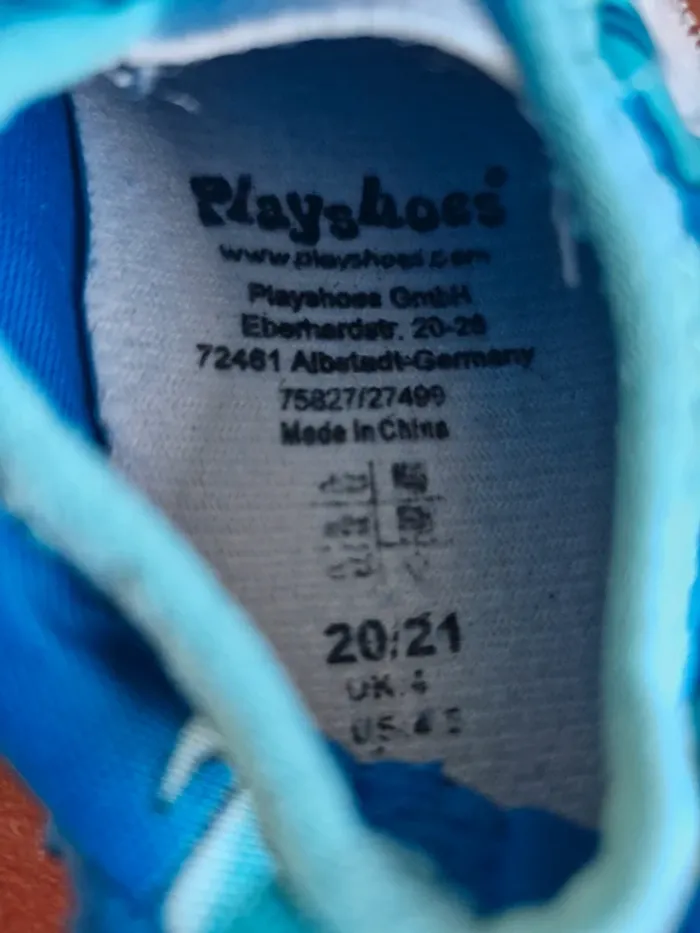 Playshoes®
www.playshoes.com
Playshoes GmbH
Eberhardstr. 20-26
72461 Albstadt-Germany
75827/27499
Made in China
20/21
UK 4
US 4